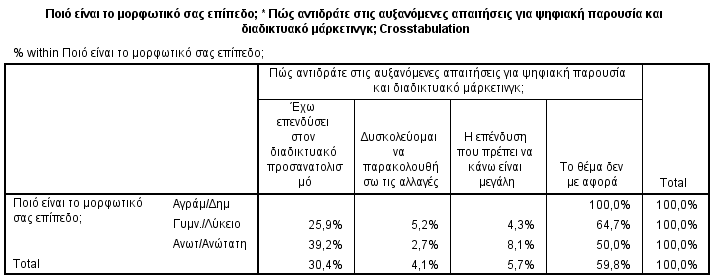 Ποιό είναι το μορφωτικό σας επίπεδο; * Πώς αντιδράτε στις αυξανόμενες απαιτήσεις για ψηφιακή παρουσία και
διαδικτυακό μάρκετινγκ; Crosstabulation
% within Ποιό είναι το μορφωτικό σας επίπεδο;
Πώς αντιδράτε στις αυξανόμενες απαιτήσεις για ψηφιακή παρουσία
και διαδικτυακό μάρκετινγκ;
Έχω
επενδύσει
στον
διαδικτυακό
προσανατολισ
μό
Δυσκολεύομαι
να
παρακολουθή
σω τις αλλαγές
Η επένδυση
που πρέπει να
κάνω είναι
μεγάλη
Το θέμα δεν
με αφορά
Total
Ποιό είναι το μορφωτικό
σας επίπεδο;
Αγράμ/Δημ 100,0% 100,0%
Γυμν./Λύκειο 25,9% 5,2% 4,3% 64,7% 100,0%
Ανωτ/Ανώτατη 39,2% 2,7% 8,1% 50,0% 100,0%
Total 30,4% 4,1% 5,7% 59,8% 100,0%